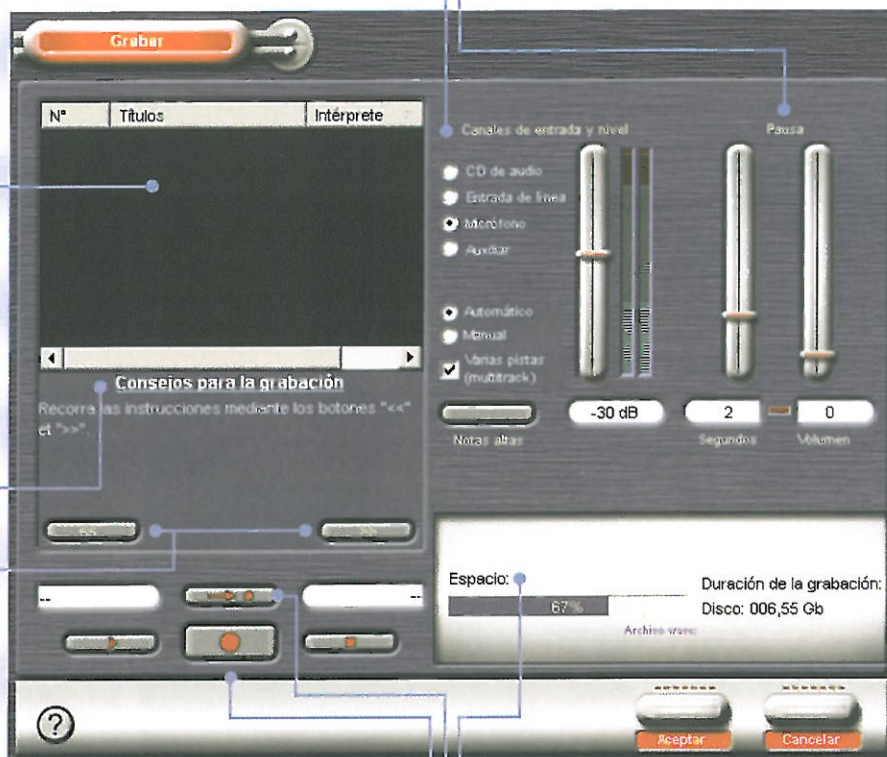 Grabar
Nº Títulos Intérprete
Canales de entrada y nivel
Pausa
CD de audio
Entrada de línea
Micrófono
Auxiliar
Automático
Manual
Varias pistas
(multitrack)
Consejos para la grabación
Recorra las instrucciones mediante los botones "<<"
et ">>".
-30 dB
2
0
Notas altas
Segundos
Volumen
<<
>>
--
--
Espacio:
67%
Archivo wave:
Duración de la grabación:
Disco: 006,55 Gb
?
Aceptar
Cancelar